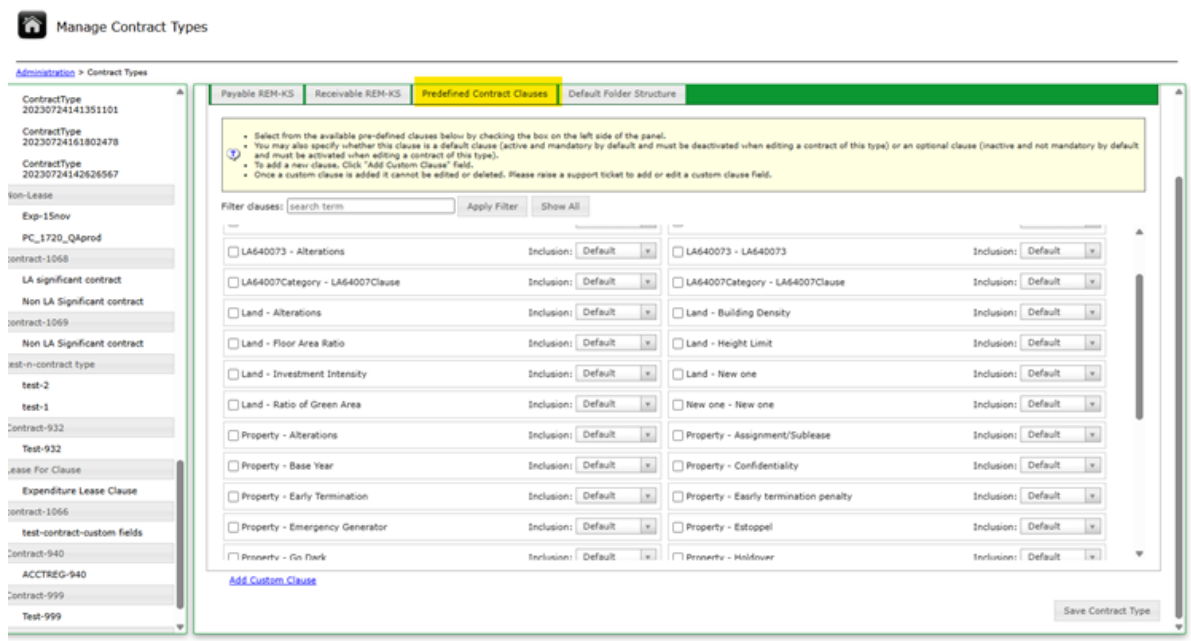 Manage Contract Types
Administration > Contract Types
ContractType
20230724141351101
ContractType
20230724161802478
ContractType
20230724142626567
Non-Lease
Exp-15nov
PC_1720_QAprod
contract-1068
LA significant contract
Non LA Significant contract
contract-1069
Non LA Significant contract
test-n-contract type
test-2
test-1
Contract-932
Test-932
Lease For Clause
Expenditure Lease Clause
contract-1066
test-contract-custom fields
Contract-940
ACCTREG-940
Contract-999
Test-999
Payable REM-KS Receivable REM-KS Predefined Contract Clauses Default Folder Structure
• Select from the available pre-defined clauses below by checking the box on the left side of the panel.
• You may also specify whether this clause is a default clause (active and mandatory by default and must be deactivated when editing a contract of this type) or an optional clause (inactive and not mandatory by default
and must be activated when editing a contract of this type).
• To add a new clause, Click "Add Custom Clause" field.
• Once a custom clause is added it cannot be edited or deleted. Please raise a support ticket to add or edit a custom clause field.
Filter clauses: search term Apply Filter Show All
LA640073 - Alterations Inclusion: Default LA640073 - LA640073 Inclusion: Default
LA64007Category - LA64007Clause Inclusion: Default LA64007Category - LA64007Clause Inclusion: Default
Land - Alterations Inclusion: Default Land - Building Density Inclusion: Default
Land - Floor Area Ratio Inclusion: Default Land - Height Limit Inclusion: Default
Land - Investment Intensity Inclusion: Default Land - New one Inclusion: Default
Land - Ratio of Green Area Inclusion: Default New one - New one Inclusion: Default
Property - Alterations Inclusion: Default Property - Assignment/Sublease Inclusion: Default
Property - Base Year Inclusion: Default Property - Confidentiality Inclusion: Default
Property - Early Termination Inclusion: Default Property - Easrly termination penalty Inclusion: Default
Property - Emergency Generator Inclusion: Default Property - Estoppel Inclusion: Default
Property - Go Dark Inclusion: Default Property - Holdover Inclusion: Default
Add Custom Clause
Save Contract Type